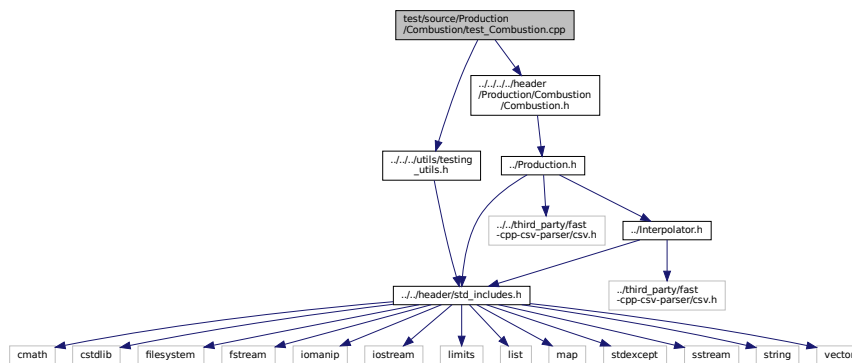 test/source/Production
/Combustion/test_Combustion.cpp
../../../../header
/Production/Combustion
/Combustion.h
../../../utils/testing
_utils.h
../Production.h
../../third_party/fast
-cpp-csv-parser/csv.h
../Interpolator.h
../third_party/fast
-cpp-csv-parser/csv.h
../../header/std_includes.h
cmath
cstdlib
filesystem
fstream
iomanip
iostream
limits
list
map
stdexcept
sstream
string
vector